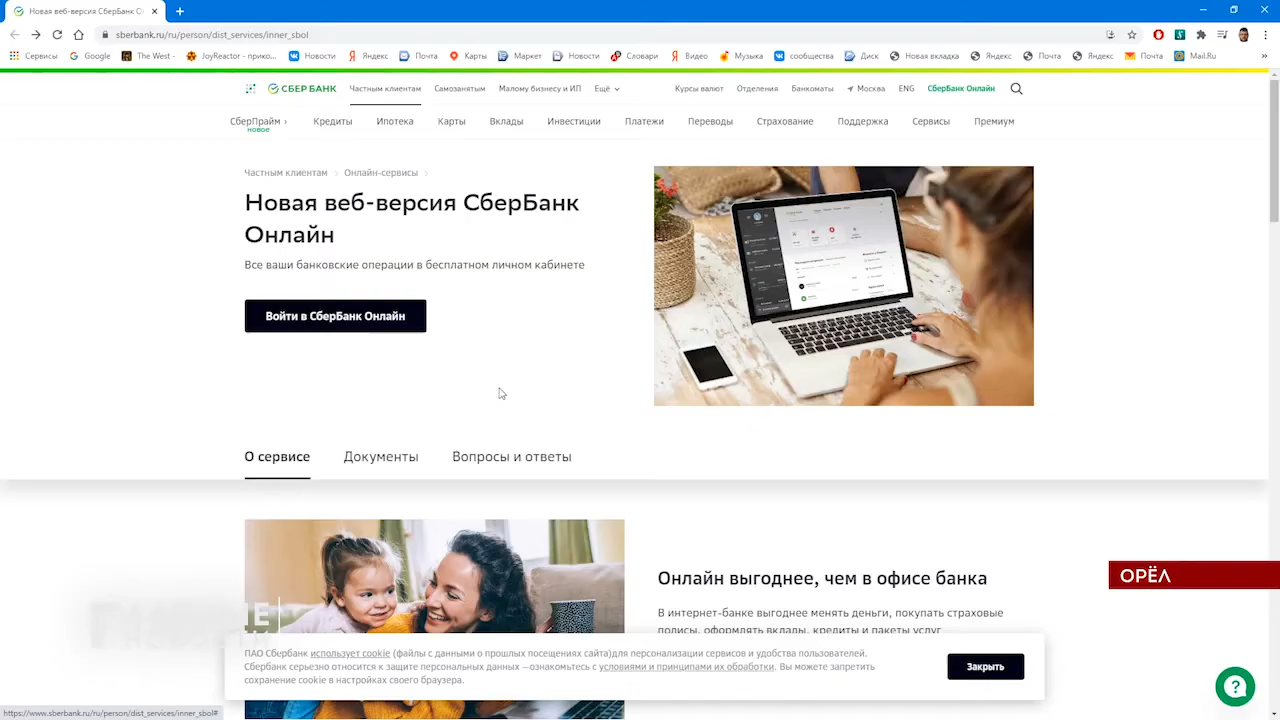 Новая веб-версия СберБанк Онл
sberbank.ru/ru/person/dist_services/inner_sbol
Сервисы Google The West - JoyReactor - прико... Новости Яндекс Почта Карты Маркет Новости Словари Видео Музыка сообщества Диск Новая вкладка Яндекс Почта Яндекс Почта Mail.Ru »
СБЕР БАНК Частным клиентам Самозанятым Малому бизнесу и ИП Ещё Курсы валют Отделения Банкоматы Москва ENG СберБанк Онлайн
СберПрайм Кредиты Ипотека Карты Вклады Инвестиции Платежи Переводы Страхование Поддержка Сервисы Премиум
новое
Частным клиентам Онлайн-сервисы
Новая веб-версия СберБанк
Онлайн
Все ваши банковские операции в бесплатном личном кабинете
Войти в СберБанк Онлайн
О сервисе Документы Вопросы и ответы
Онлайн выгоднее, чем в офисе банка
В интернет-банке выгоднее менять деньги, покупать страховые
полисы, оформлять вклады, кредиты и пакеты услуг
ОРЁЛ
ПАО Сбербанк использует cookie (файлы с данными о прошлых посещениях сайта)для персонализации сервисов и удобства пользователей.
Сбербанк серьезно относится к защите персональных данных —ознакомьтесь с условиями и принципами их обработки. Вы можете запретить
сохранение cookie в настройках своего браузера.
Закрыть
https://www.sberbank.ru/ru/person/dist_services/inner_sbol#